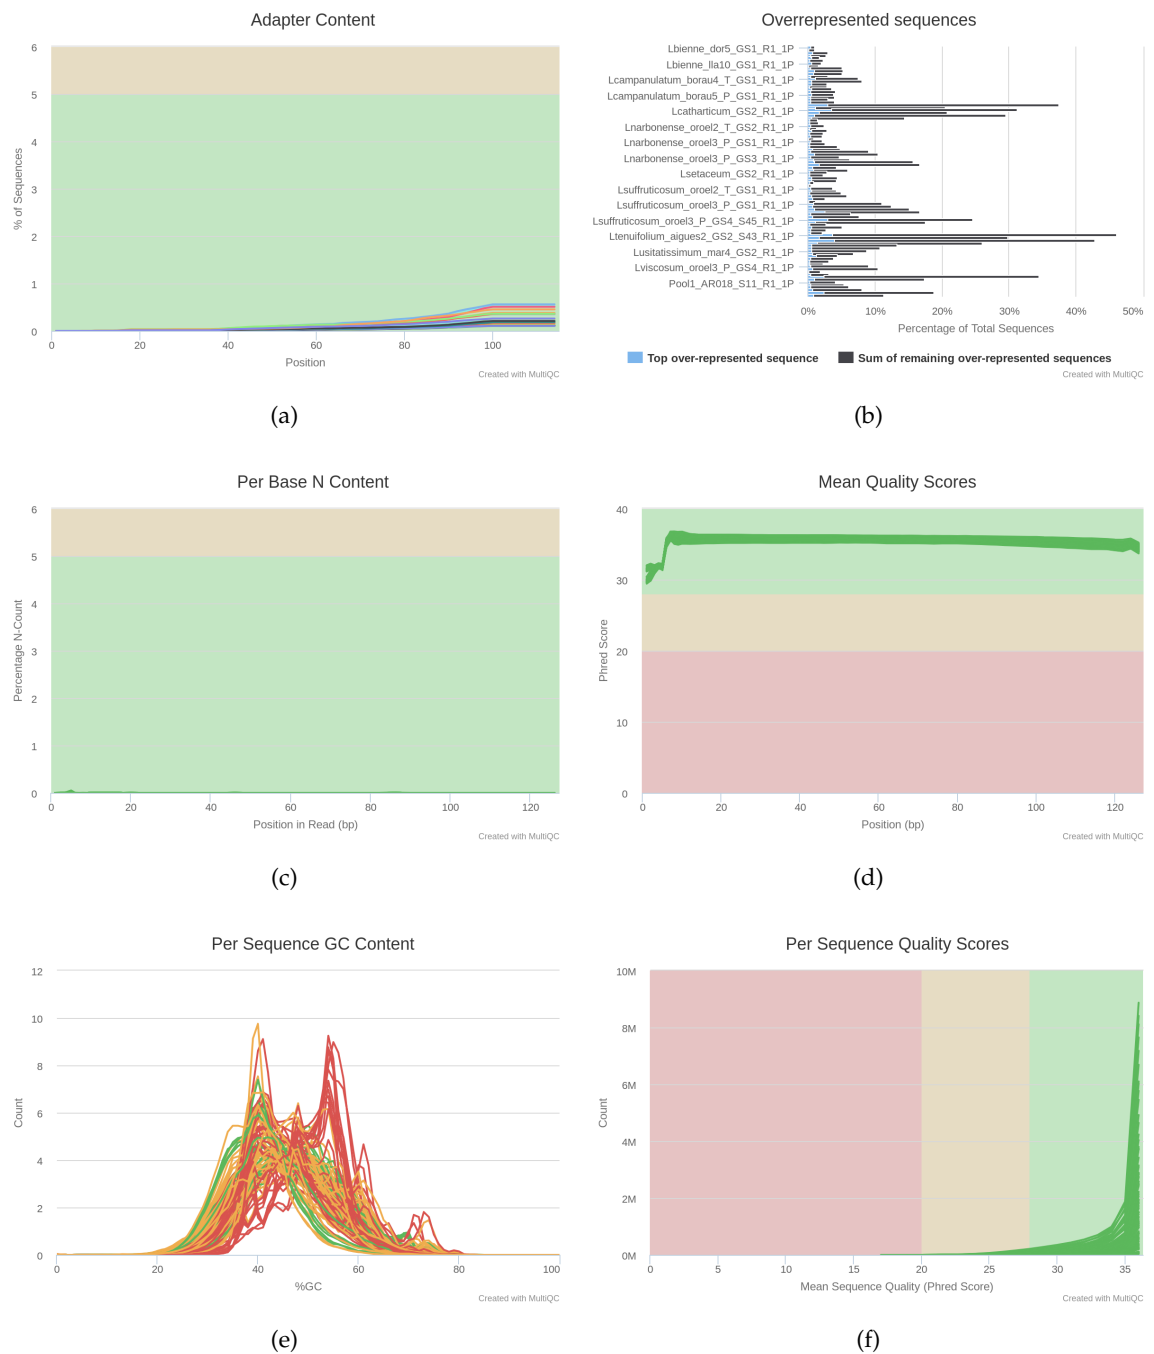 Adapter Content
6
5
4
3
2
1
0
% of Sequences
0 20 40 60 80 100
Position
Created with MultiQC
(a)
Overrepresented sequences
Lbienne_dor5_GS1_R1_1P
Lbienne_lla10_GS1_R1_1P
Lcampanulatum_borau4_T_GS1_R1_1P
Lcampanulatum_borau5_P_GS1_R1_1P
Lcatharticum_GS2_R1_1P
Lnarbonense_oroel2_T_GS2_R1_1P
Lnarbonense_oroel3_P_GS1_R1_1P
Lnarbonense_oroel3_P_GS3_R1_1P
Lsetaceum_GS2_R1_1P
Lsuffruticosum_oroel2_T_GS1_R1_1P
Lsuffruticosum_oroel3_P_GS1_R1_1P
Lsuffruticosum_oroel3_P_GS4_S45_R1_1P
Ltenuifolium_aigues2_GS2_S43_R1_1P
Lusitatissimum_mar4_GS2_R1_1P
Lviscosum_oroel3_P_GS4_R1_1P
Pool1_AR018_S11_R1_1P
0% 10% 20% 30% 40% 50%
Percentage of Total Sequences
Top over-represented sequence Sum of remaining over-represented sequences
Created with MultiQC
(b)
Per Base N Content
6
5
4
3
2
1
0
Percentage N-Count
0 20 40 60 80 100 120
Position in Read (bp)
Created with MultiQC
(c)
Mean Quality Scores
40
30
20
10
0
Phred Score
0 20 40 60 80 100 120
Position (bp)
Created with MultiQC
(d)
Per Sequence GC Content
12
10
8
6
4
2
0
Count
0 20 40 60 80 100
%GC
Created with MultiQC
(e)
Per Sequence Quality Scores
10M
8M
6M
4M
2M
0M
Count
0 5 10 15 20 25 30 35
Mean Sequence Quality (Phred Score)
Created with MultiQC
(f)